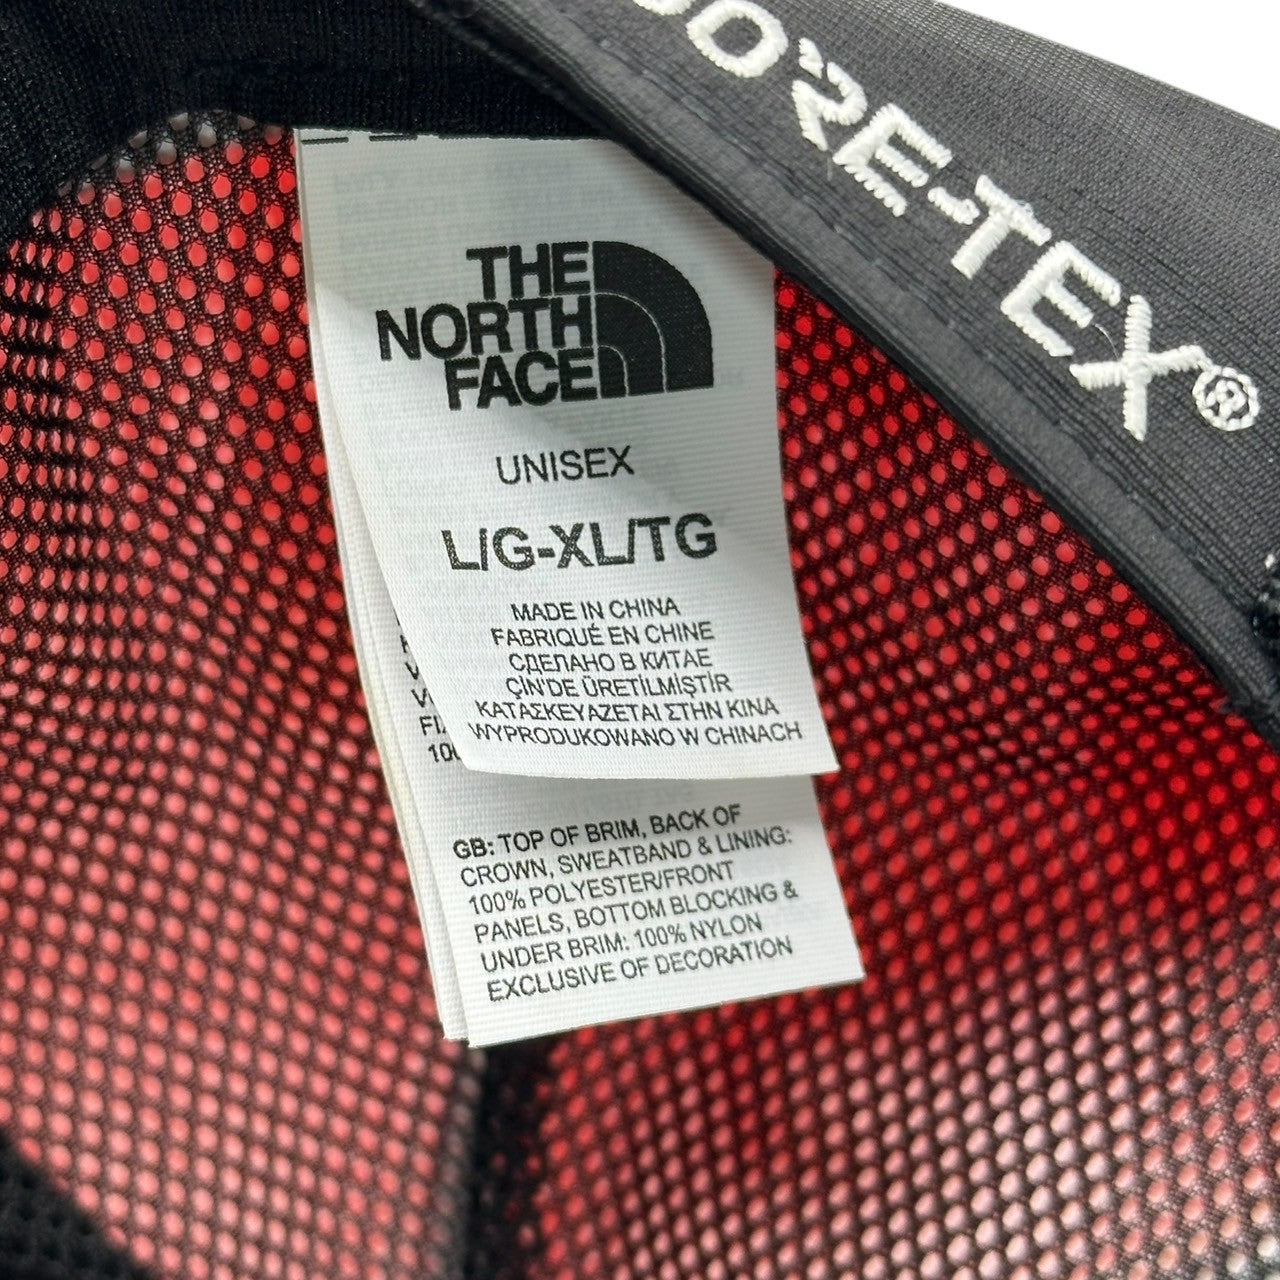 GORE-TEX®
THE
NORTH
FACE
UNISEX
L/G-XL/TG
MADE IN CHINA
FABRIQUÉ EN CHINE
СДЕЛАНО В КИТАЕ
ÇİN'DE ÜRETİLMİŞTİR
ΚΑΤΑΣΚΕΥΑΖΕΤΑΙ ΣΤΗΝ ΚΙΝΑ
WYPRODUKOWANO W CHINACH
GB: TOP OF BRIM, BACK OF
CROWN, SWEATBAND & LINING:
100% POLYESTER/FRONT
PANELS, BOTTOM BLOCKING &
UNDER BRIM: 100% NYLON
EXCLUSIVE OF DECORATION